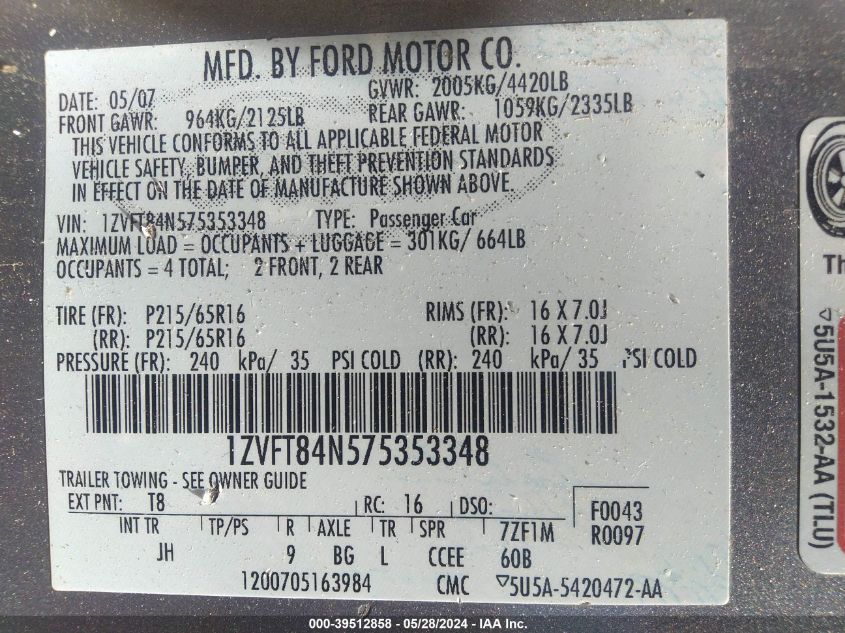 MFD. BY FORD MOTOR CO.
DATE: 05/07 GVWR: 2005KG/4420LB
FRONT GAWR: 964KG/2125LB REAR GAWR: 1059KG/2335LB
THIS VEHICLE CONFORMS TO ALL APPLICABLE FEDERAL MOTOR
VEHICLE SAFETY, BUMPER, AND THEFT PREVENTION STANDARDS
IN EFFECT ON THE DATE OF MANUFACTURE SHOWN ABOVE.
VIN: 1ZVFT84N575353348 TYPE: Passenger Car
MAXIMUM LOAD = OCCUPANTS + LUGGAGE = 301KG/ 664LB
OCCUPANTS = 4 TOTAL; 2 FRONT, 2 REAR
TIRE (FR): P215/65R16 RIMS (FR): 16 X 7.0J
(RR): P215/65R16 (RR): 16 X 7.0J
PRESSURE (FR): 240 kPa/ 35 PSI COLD (RR): 240 kPa/ 35 PSI COLD
1ZVFT84N575353348
TRAILER TOWING - SEE OWNER GUIDE
EXT PNT: T8 RC: 16 DSO: F0043
INT TR TP/PS R AXLE TR SPR 7ZF1M R0097
JH 9 BG L CCEE 60B
1200705163984 CMC ▽5U5A-5420472-AA
Th
▽5U5A-1532-AA (TLU)
000-39512858 - 05/28/2024 - IAA Inc.